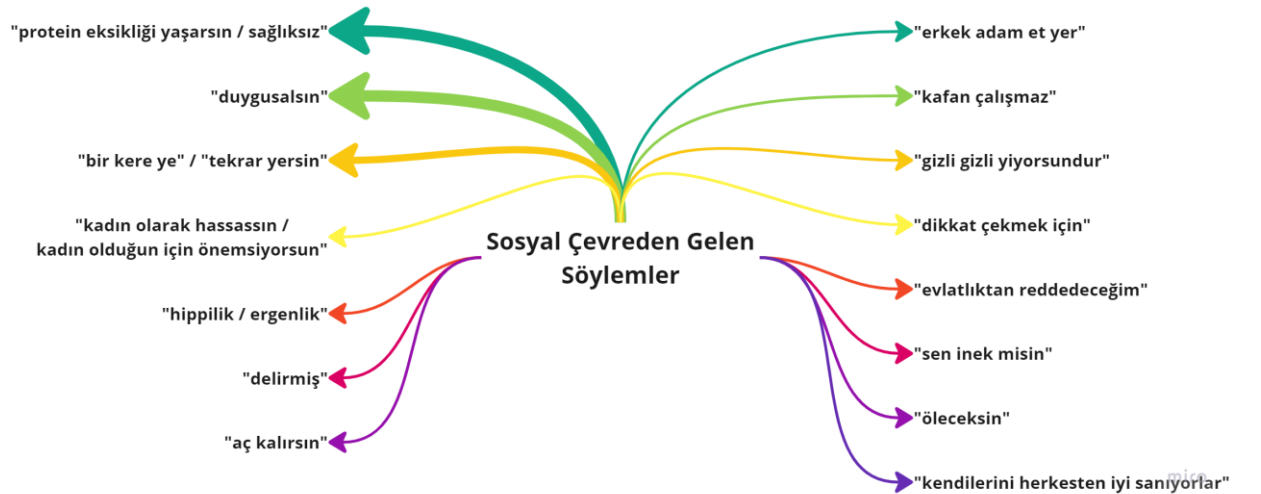 "protein eksikliği yaşarsın / sağlıksız"
"duygusalsın"
"bir kere ye" / "tekrar yersin"
"kadın olarak hassassın /
kadın olduğun için önemsiyorsun"
"hippilik / ergenlik"
"delirmiş"
"aç kalırsın"
Sosyal Çevreden Gelen
Söylemler
"erkek adam et yer"
"kafan çalışmaz"
"gizli gizli yiyorsundur"
"dikkat çekmek için"
"evlatlıktan reddedeceğim"
"sen inek misin"
"öleceksin"
"kendilerini herkesten iyi sanıyorlar"
miro